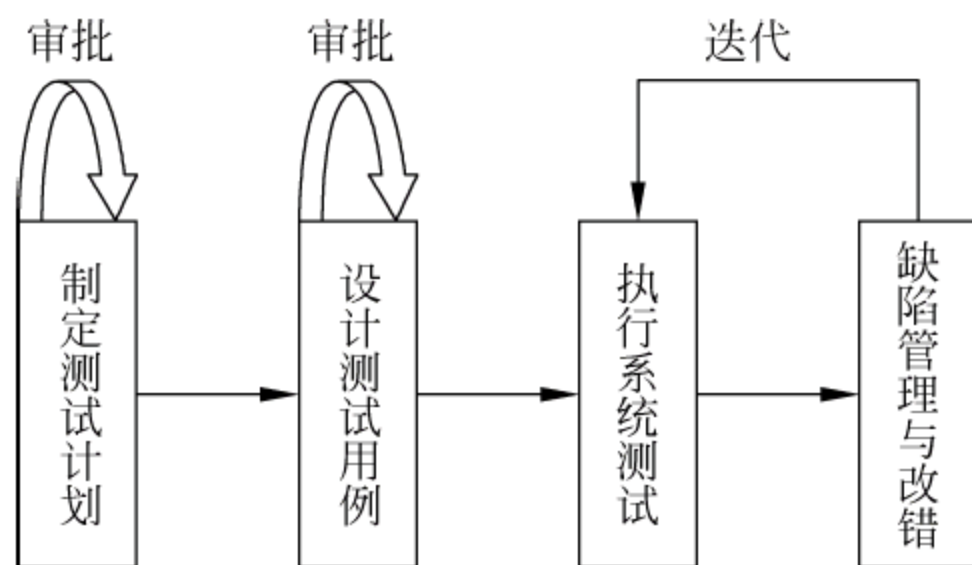 审批
审批
迭代
制定测试计划
设计测试用例
执行系统测试
缺陷管理与改错